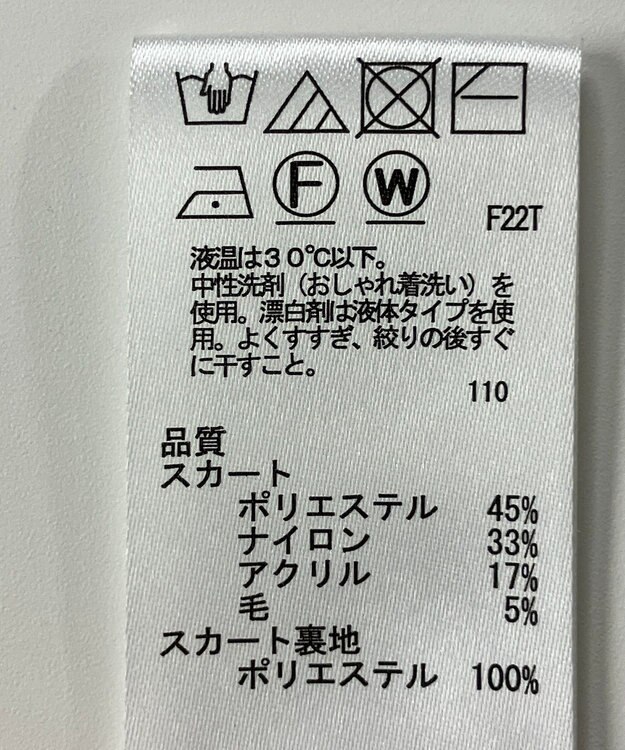 F W F22T
液温は30℃以下。
中性洗剤（おしゃれ着洗い）を
使用。漂白剤は液体タイプを使
用。よくすすぎ、絞りの後すぐ
に干すこと。
110
品質
スカート
ポリエステル 45%
ナイロン 33%
アクリル 17%
毛 5%
スカート裏地
ポリエステル 100%